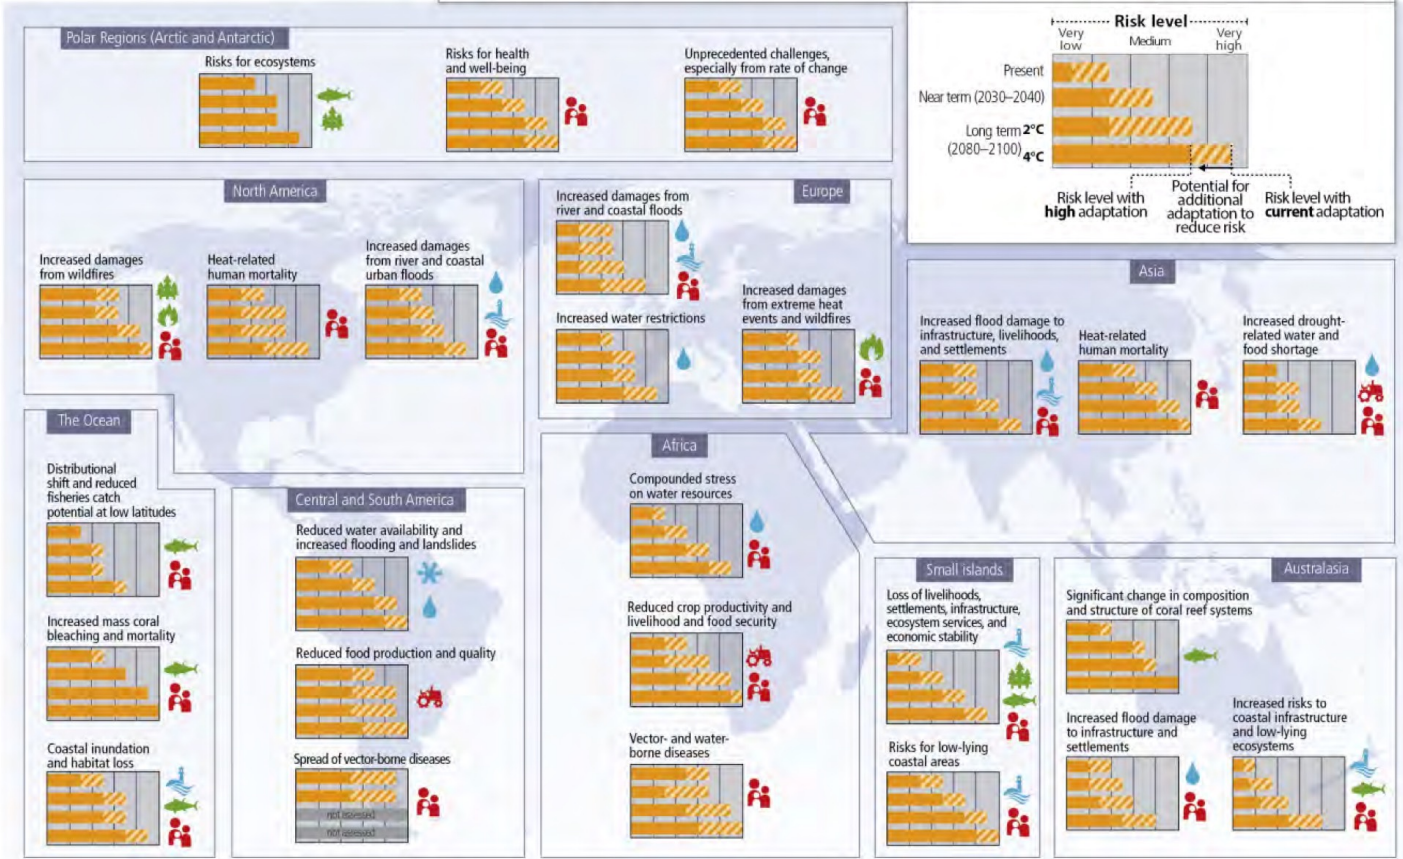 Polar Regions (Arctic and Antarctic)
Risks for ecosystems
Risks for health
and well-being
Unprecedented challenges,
especially from rate of change
Risk level
Very
low
Medium
Very
high
Present
Near term (2030–2040)
Long term
(2080–2100)
2°C
4°C
Risk level with
high adaptation
Potential for
additional
adaptation to
reduce risk
Risk level with
current adaptation
North America
Increased damages
from wildfires
Heat-related
human mortality
Increased damages
from river and coastal
urban floods
Europe
Increased damages from
river and coastal floods
Increased water restrictions
Increased damages
from extreme heat
events and wildfires
Asia
Increased flood damage to
infrastructure, livelihoods,
and settlements
Heat-related
human mortality
Increased drought-
related water and
food shortage
The Ocean
Distributional
shift and reduced
fisheries catch
potential at low latitudes
Increased mass coral
bleaching and mortality
Coastal inundation
and habitat loss
Central and South America
Reduced water availability and
increased flooding and landslides
Reduced food production and quality
Spread of vector-borne diseases
not assessed
not assessed
Africa
Compounded stress
on water resources
Reduced crop productivity and
livelihood and food security
Vector- and water-
borne diseases
Small islands
Loss of livelihoods,
settlements, infrastructure,
ecosystem services, and
economic stability
Risks for low-lying
coastal areas
Australasia
Significant change in composition
and structure of coral reef systems
Increased flood damage
to infrastructure and
settlements
Increased risks to
coastal infrastructure
and low-lying
ecosystems